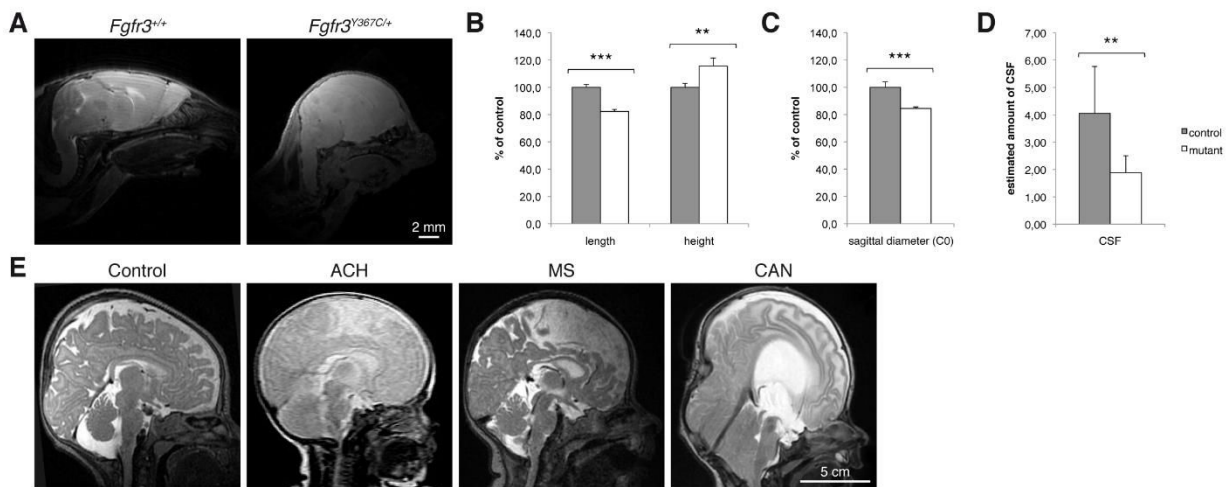 A
Fgfr3+/+
Fgfr3Y367C/+
2 mm
B
% of control
140,0
120,0
100,0
80,0
60,0
40,0
20,0
0,0
***
**
length
height
C
% of control
140,0
120,0
100,0
80,0
60,0
40,0
20,0
0,0
***
sagittal diameter (C0)
D
estimated amount of CSF
7,00
6,00
5,00
4,00
3,00
2,00
1,00
0,00
**
CSF
control
mutant
E
Control
ACH
MS
CAN
5 cm